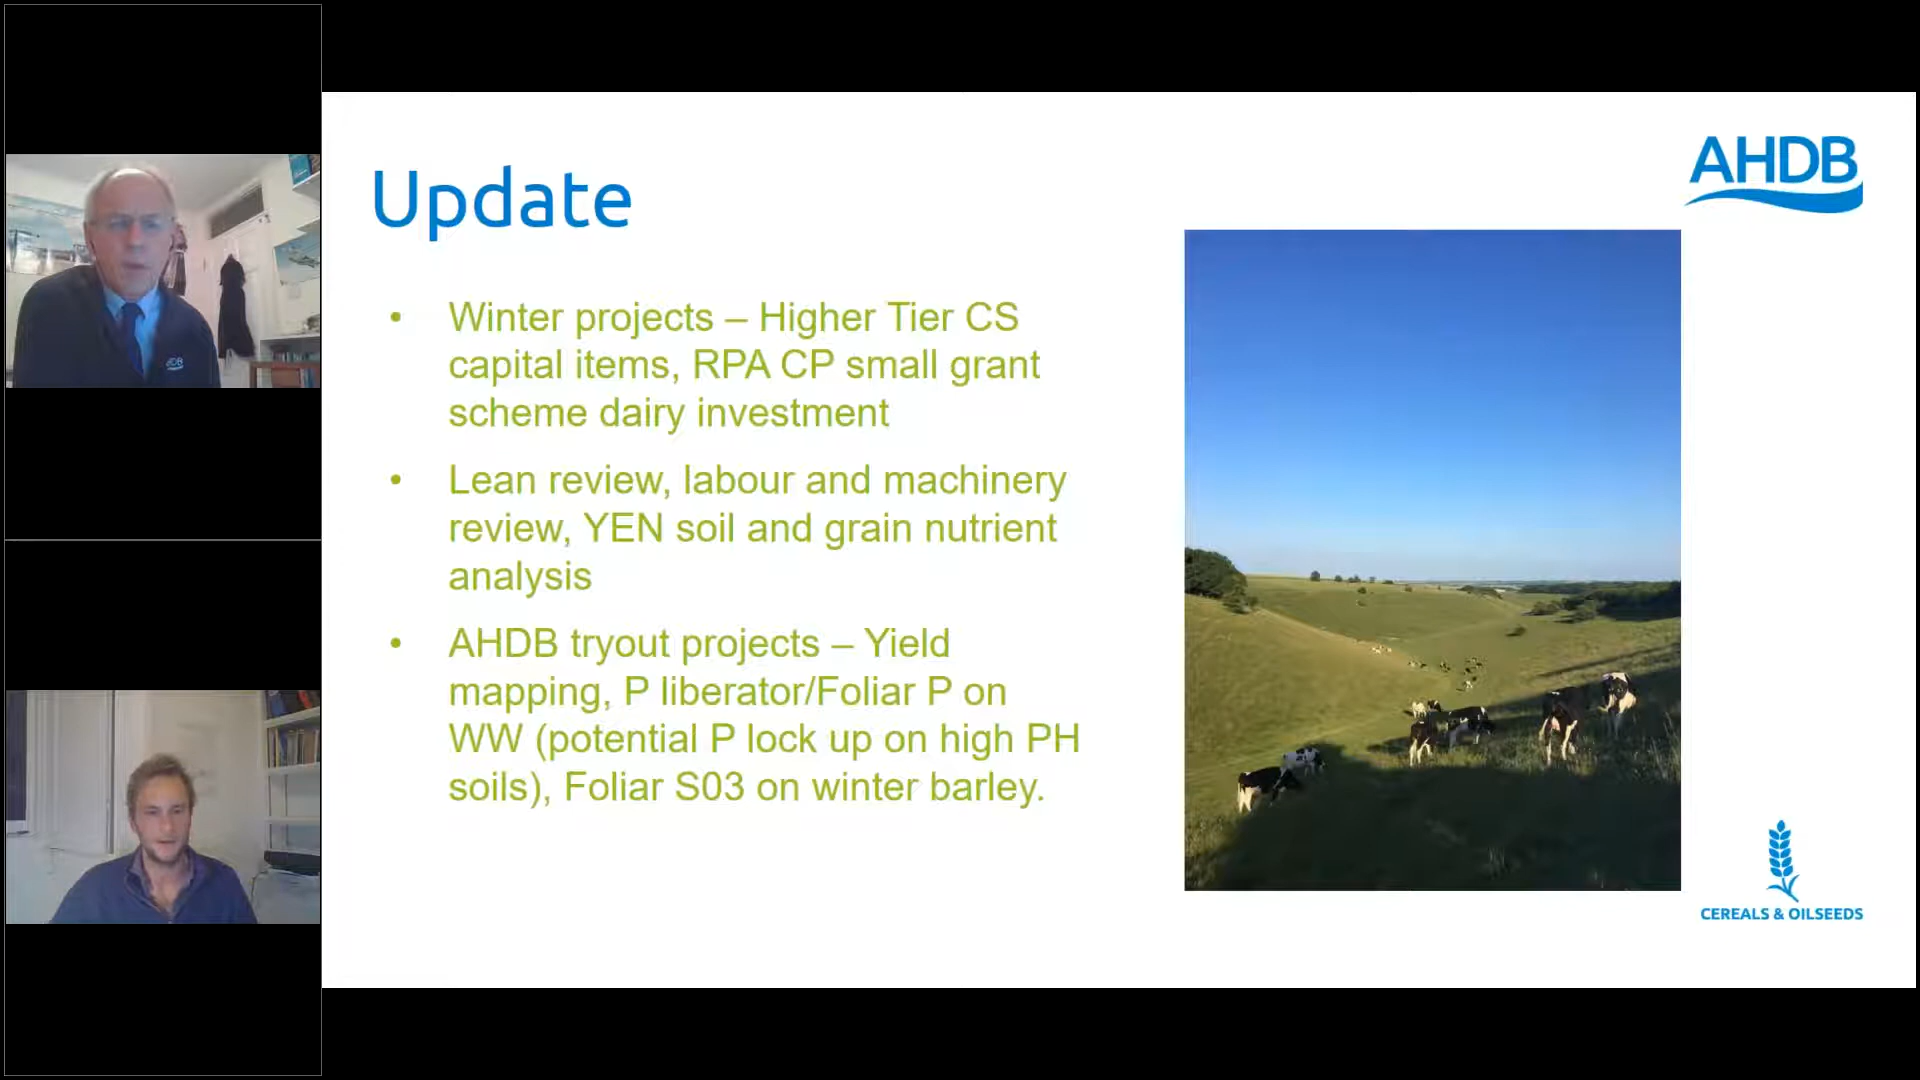 AHDB
Update
• Winter projects – Higher Tier CS
capital items, RPA CP small grant
scheme dairy investment
• Lean review, labour and machinery
review, YEN soil and grain nutrient
analysis
• AHDB tryout projects – Yield
mapping, P liberator/Foliar P on
WW (potential P lock up on high PH
soils), Foliar S03 on winter barley.
CEREALS & OILSEEDS
AHDB